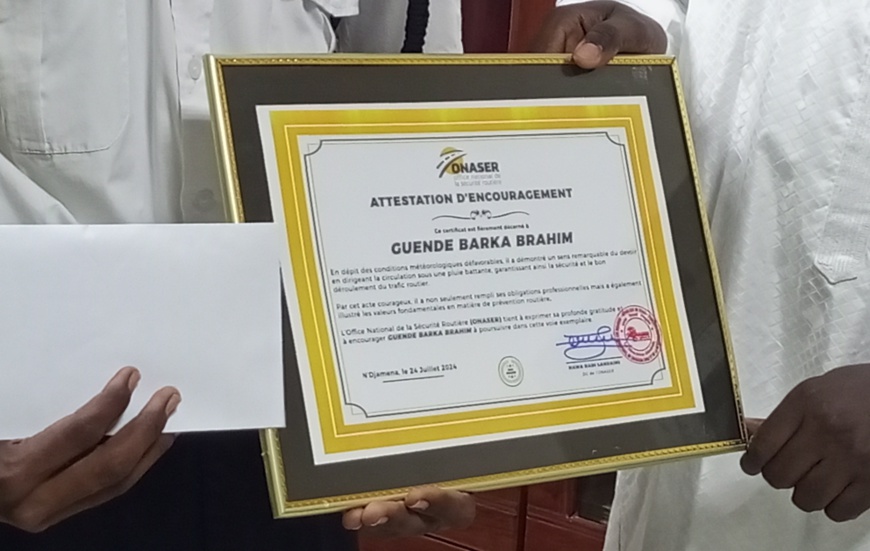 ONASER
office national de
la sécurité routière
ATTESTATION D'ENCOURAGEMENT
Ce certificat est fièrement décerné à
GUENDE BARKA BRAHIM
En dépit des conditions météorologiques défavorables, il a démontré un sens remarquable du devoir
en dirigeant la circulation sous une pluie battante, garantissant ainsi la sécurité et le bon
déroulement du trafic routier.
Par cet acte courageux, il a non seulement rempli ses obligations professionnelles mais a également
illustré les valeurs fondamentales en matière de prévention routière.
L'Office National de la Sécurité Routière (ONASER) tient à exprimer sa profonde gratitude et
à encourager GUENDE BARKA BRAHIM à poursuivre dans cette voie exemplaire.
N'Djamena, le 24 Juillet 2024